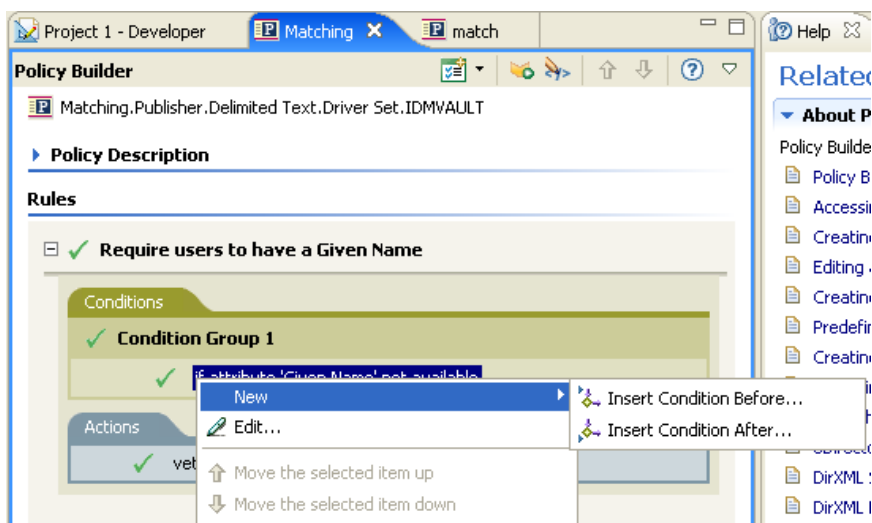 Project 1 - Developer
Matching
match
Help
Policy Builder
Matching.Publisher.Delimited Text.Driver Set.IDMVAULT
Policy Description
Rules
Require users to have a Given Name
Conditions
Condition Group 1
if attribute 'Given Name' not available
New
Edit...
Move the selected item up
Move the selected item down
Insert Condition Before...
Insert Condition After...
Actions
vet
Relate
About P
Policy Builde
Policy B
Accessi
Creatin
Editing
Creatin
Predefi
Creatin
DirXML
DirXML